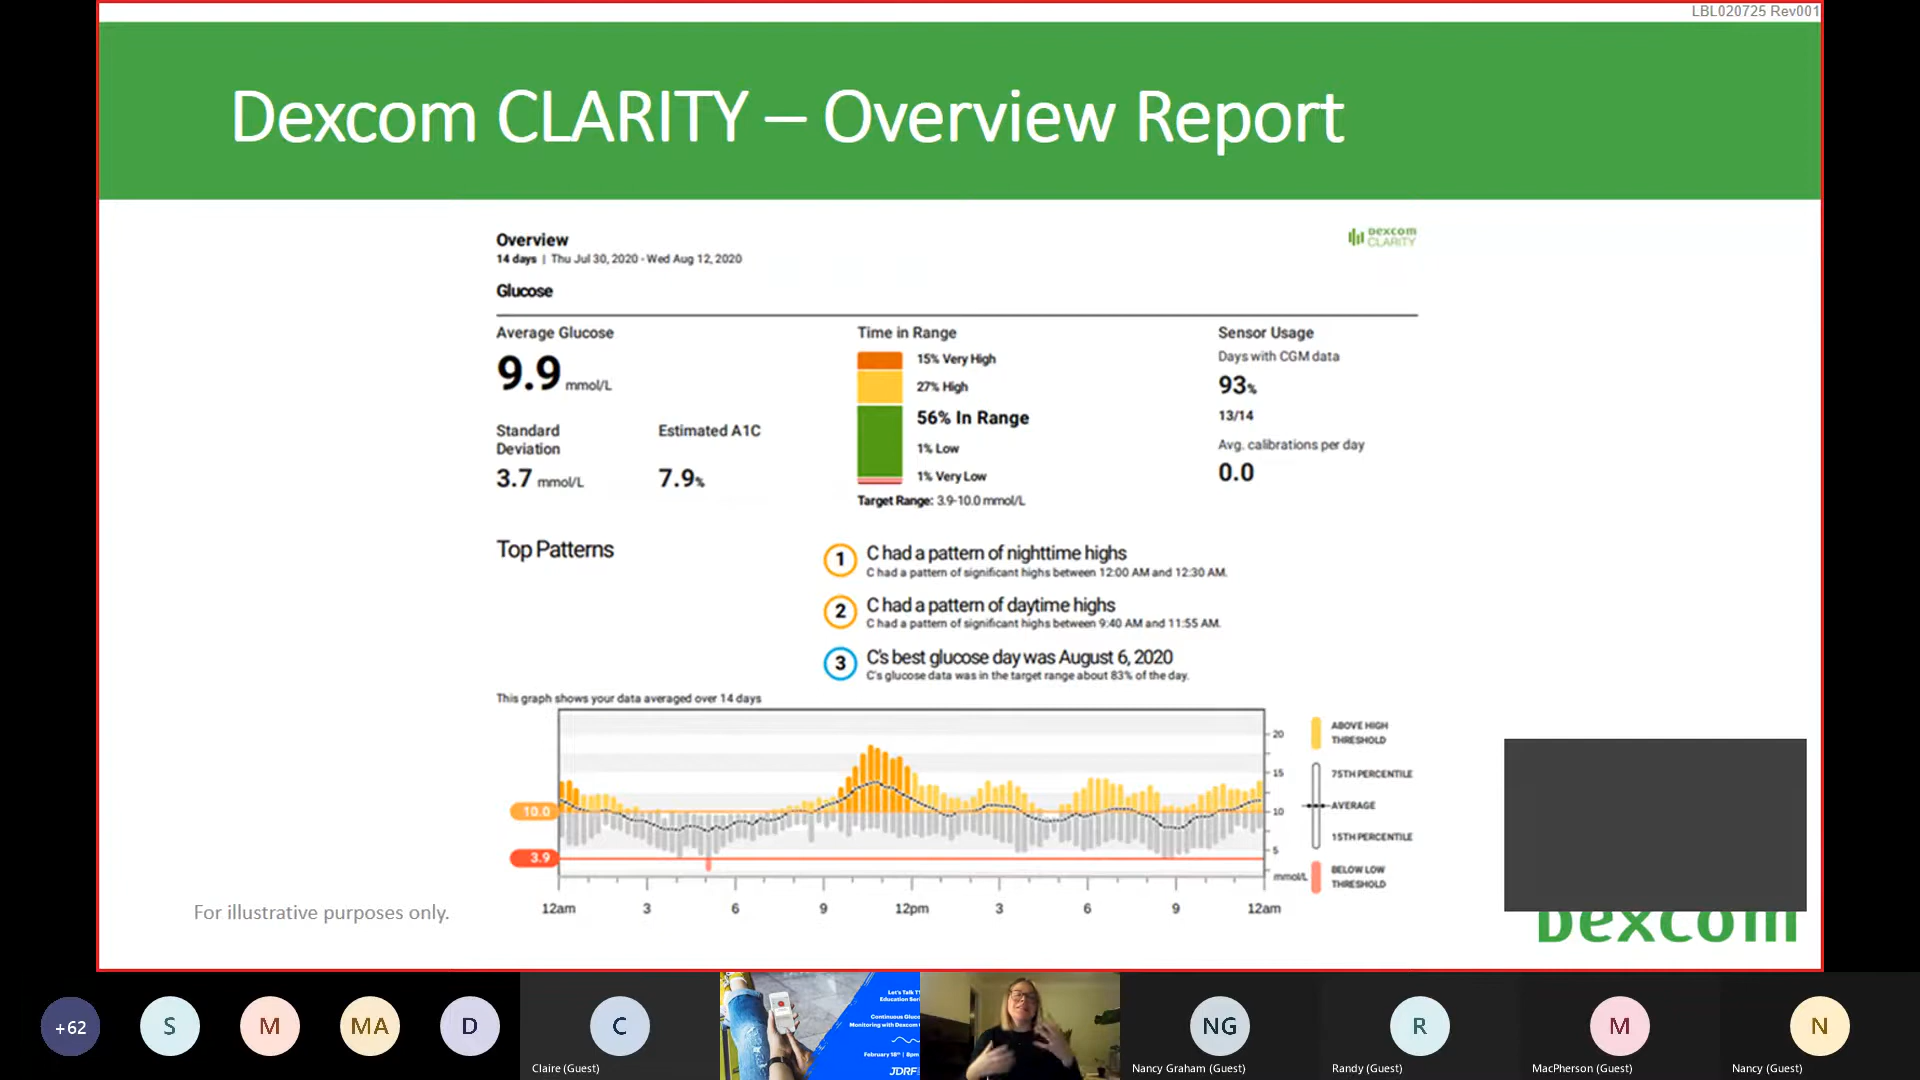 LBL020725 Rev001
Dexcom CLARITY – Overview Report
Overview
14 days | Thu Jul 30, 2020 - Wed Aug 12, 2020
Dexcom
CLARITY
Glucose
Average Glucose
9.9 mmol/L
Standard
Deviation
3.7 mmol/L
Estimated A1C
7.9%
Time in Range
15% Very High
27% High
56% In Range
1% Low
1% Very Low
Target Range: 3.9-10.0 mmol/L
Sensor Usage
Days with CGM data
93%
13/14
Avg. calibrations per day
0.0
Top Patterns
1
C had a pattern of nighttime highs
C had a pattern of significant highs between 12:00 AM and 12:30 AM.
2
C had a pattern of daytime highs
C had a pattern of significant highs between 9:40 AM and 11:55 AM.
3
C's best glucose day was August 6, 2020
C's glucose data was in the target range about 83% of the day.
This graph shows your data averaged over 14 days
20
15
10
5
mmol/L
10.0
3.9
12am 3 6 9 12pm 3 6 9 12am
ABOVE HIGH
THRESHOLD
75TH PERCENTILE
AVERAGE
15TH PERCENTILE
BELOW LOW
THRESHOLD
For illustrative purposes only.
Dexcom
+62
S
M
MA
D
C
Claire (Guest)
Let's Talk
Education
Continuous
Monitoring with Dexcom
February 18th | 8pm
JDRF
NG
Nancy Graham (Guest)
R
Randy (Guest)
M
MacPherson (Guest)
N
Nancy (Guest)